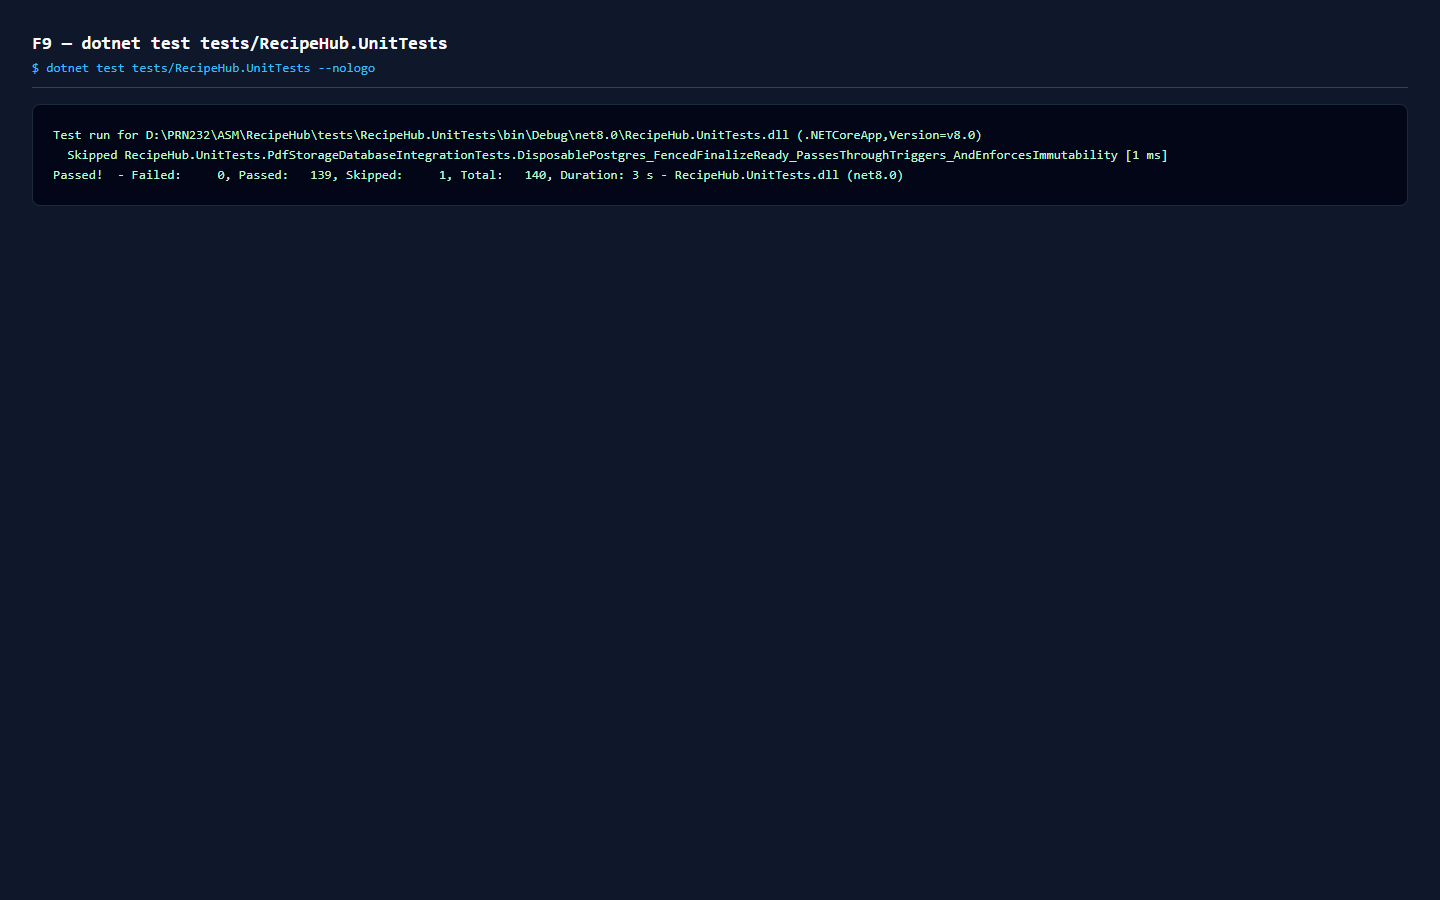 F9 — dotnet test tests/RecipeHub.UnitTests
$ dotnet test tests/RecipeHub.UnitTests --nologo
Test run for D:\PRN232\ASM\RecipeHub\tests\RecipeHub.UnitTests\bin\Debug\net8.0\RecipeHub.UnitTests.dll (.NETCoreApp,Version=v8.0)
  Skipped RecipeHub.UnitTests.PdfStorageDatabaseIntegrationTests.DisposablePostgres_FencedFinalizeReady_PassesThroughTriggers_AndEnforcesImmutability [1 ms]
Passed!  - Failed:     0, Passed:   139, Skipped:     1, Total:   140, Duration: 3 s - RecipeHub.UnitTests.dll (net8.0)